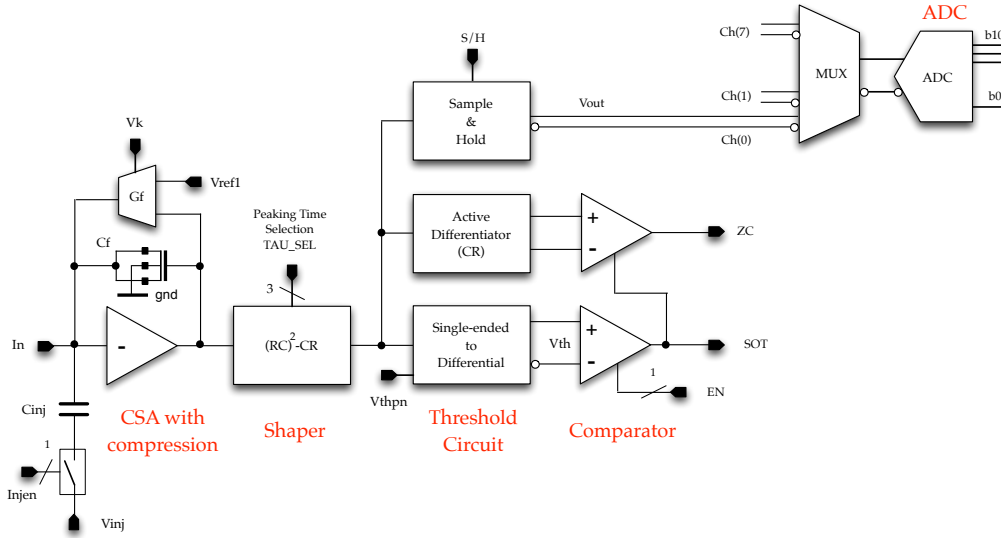 ADC
S/H
Ch(7)
b10
MUX
ADC
Sample
&
Hold
Vout
Ch(1)
b0
Ch(0)
Vk
Gf
Vref1
Peaking Time
Selection
TAU_SEL
Active
Differentiator
(CR)
+
-
ZC
Cf
gnd
3
In
-
(RC)2-CR
Single-ended
to
Differential
Vth
+
-
SOT
Vthpn
1
EN
Cinj
CSA with
compression
Shaper
Threshold
Circuit
Comparator
1
Injen
Vinj